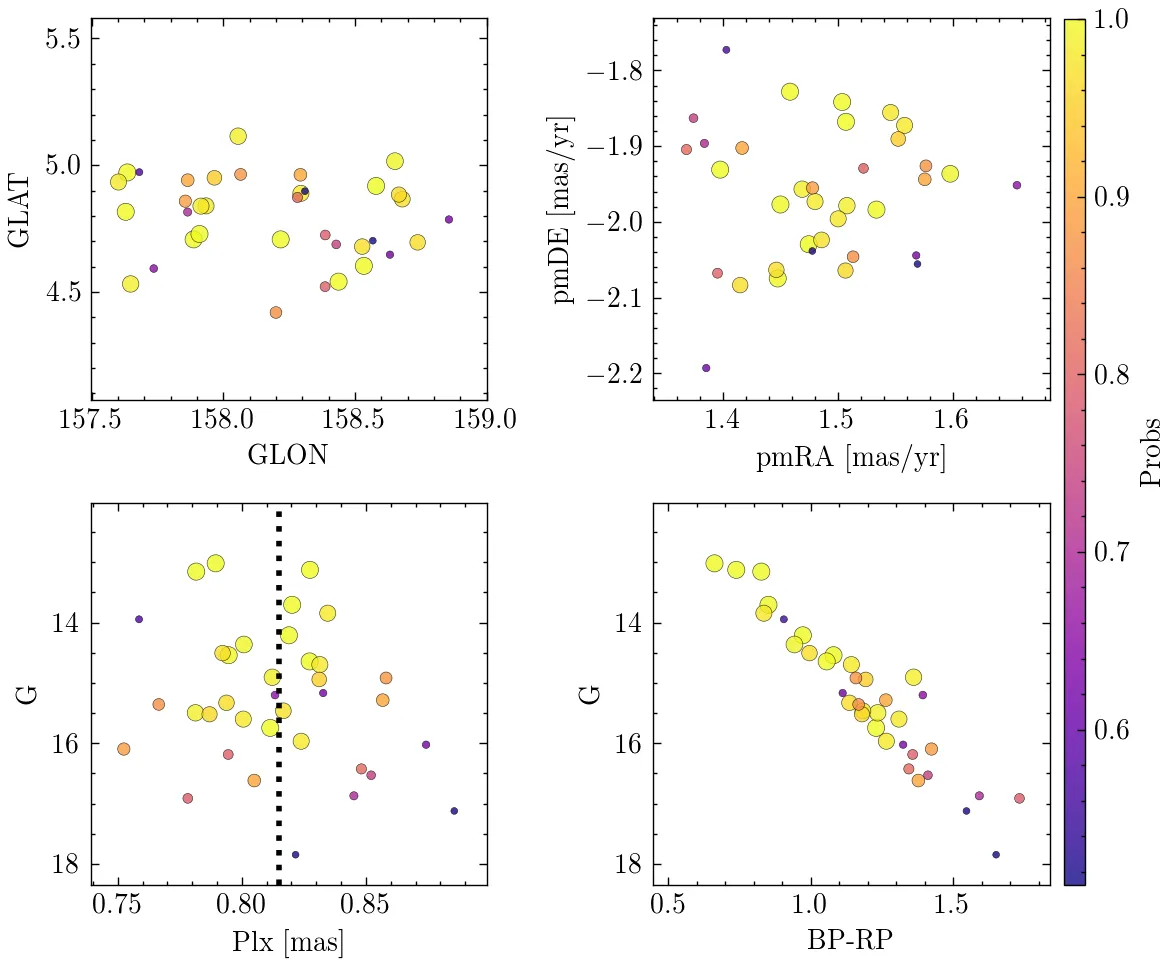 5.5
5.0
4.5
GLAT
157.5 158.0 158.5 159.0
GLON
−1.8
−1.9
−2.0
−2.1
−2.2
pmDE [mas/yr]
1.4 1.5 1.6
pmRA [mas/yr]
1.0
0.9
0.8
0.7
0.6
Probs
14
16
18
G
0.75 0.80 0.85
Plx [mas]
14
16
18
G
0.5 1.0 1.5
BP-RP